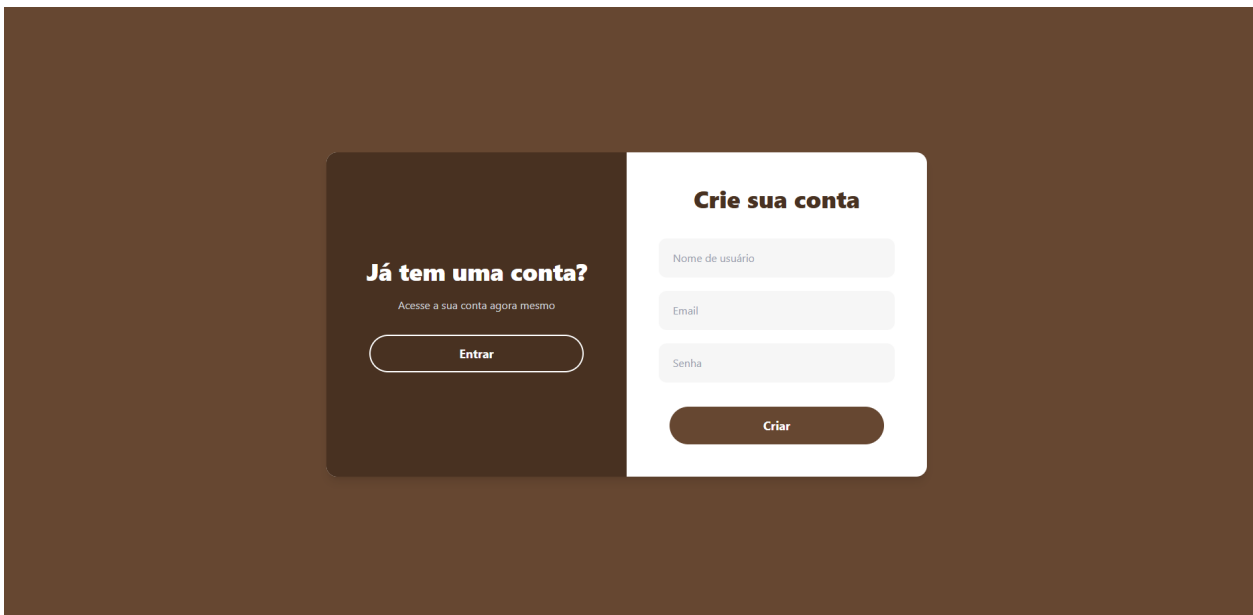 Já tem uma conta?
Acesse a sua conta agora mesmo
Entrar
Crie sua conta
Nome de usuário
Email
Senha
Criar